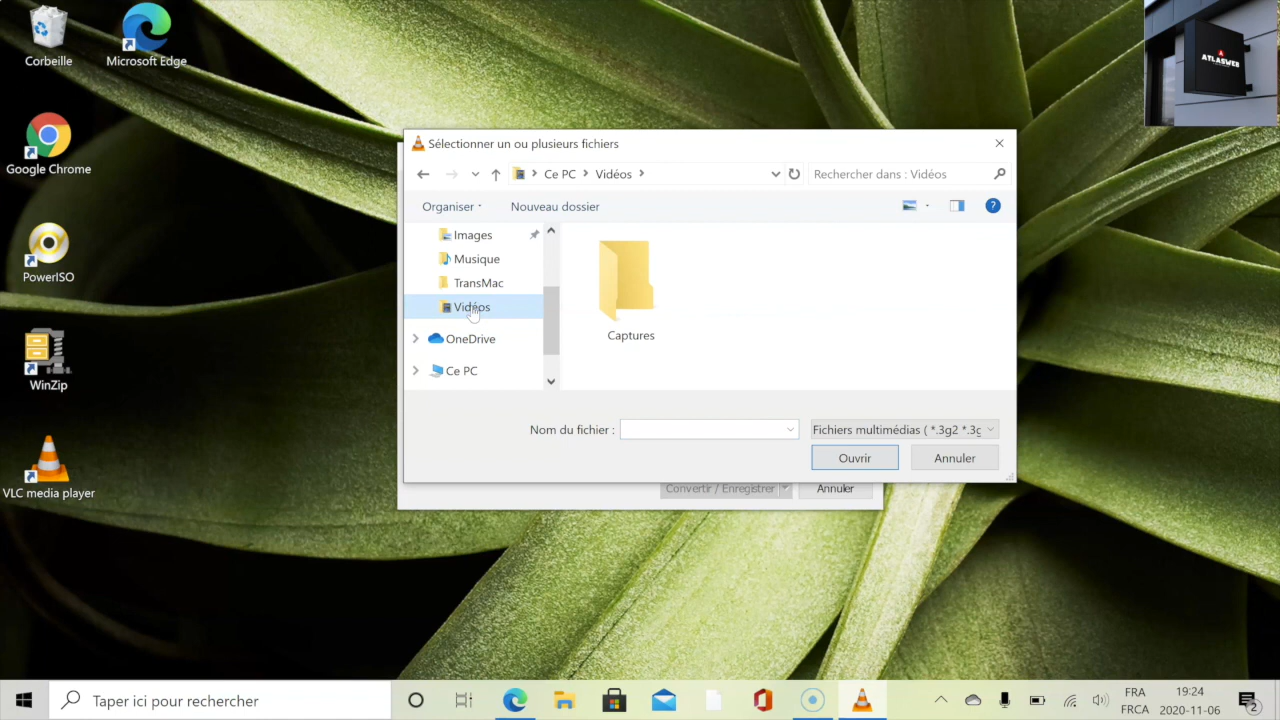 Corbeille
Microsoft Edge
Google Chrome
PowerISO
WinZip
VLC media player
ATLASWEB
Sélectionner un ou plusieurs fichiers
Ce PC
Vidéos
Rechercher dans : Vidéos
Organiser
Nouveau dossier
Images
Musique
TransMac
Vidéos
OneDrive
Ce PC
Captures
Nom du fichier :
Fichiers multimédias ( *.3g2 *.3g
Ouvrir
Annuler
Convertir / Enregistrer
Annuler
Taper ici pour rechercher
FRA
FRCA
19:24
2020-11-06
2